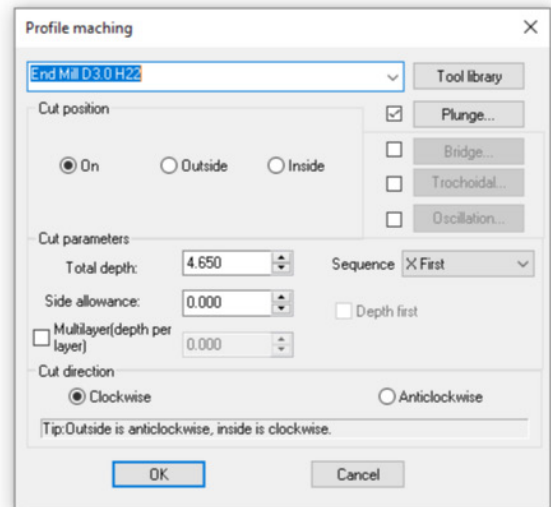 Profile maching
End Mill D3.0 H22
Tool library
Cut position
Plunge...
On
Outside
Inside
Bridge...
Trochoidal...
Oscillation...
Cut parameters
Total depth:
4.650
Sequence
X First
Side allowance:
0.000
Depth first
Multilayer(depth per
layer)
0.000
Cut direction
Clockwise
Anticlockwise
Tip:Outside is anticlockwise, inside is clockwise.
OK
Cancel